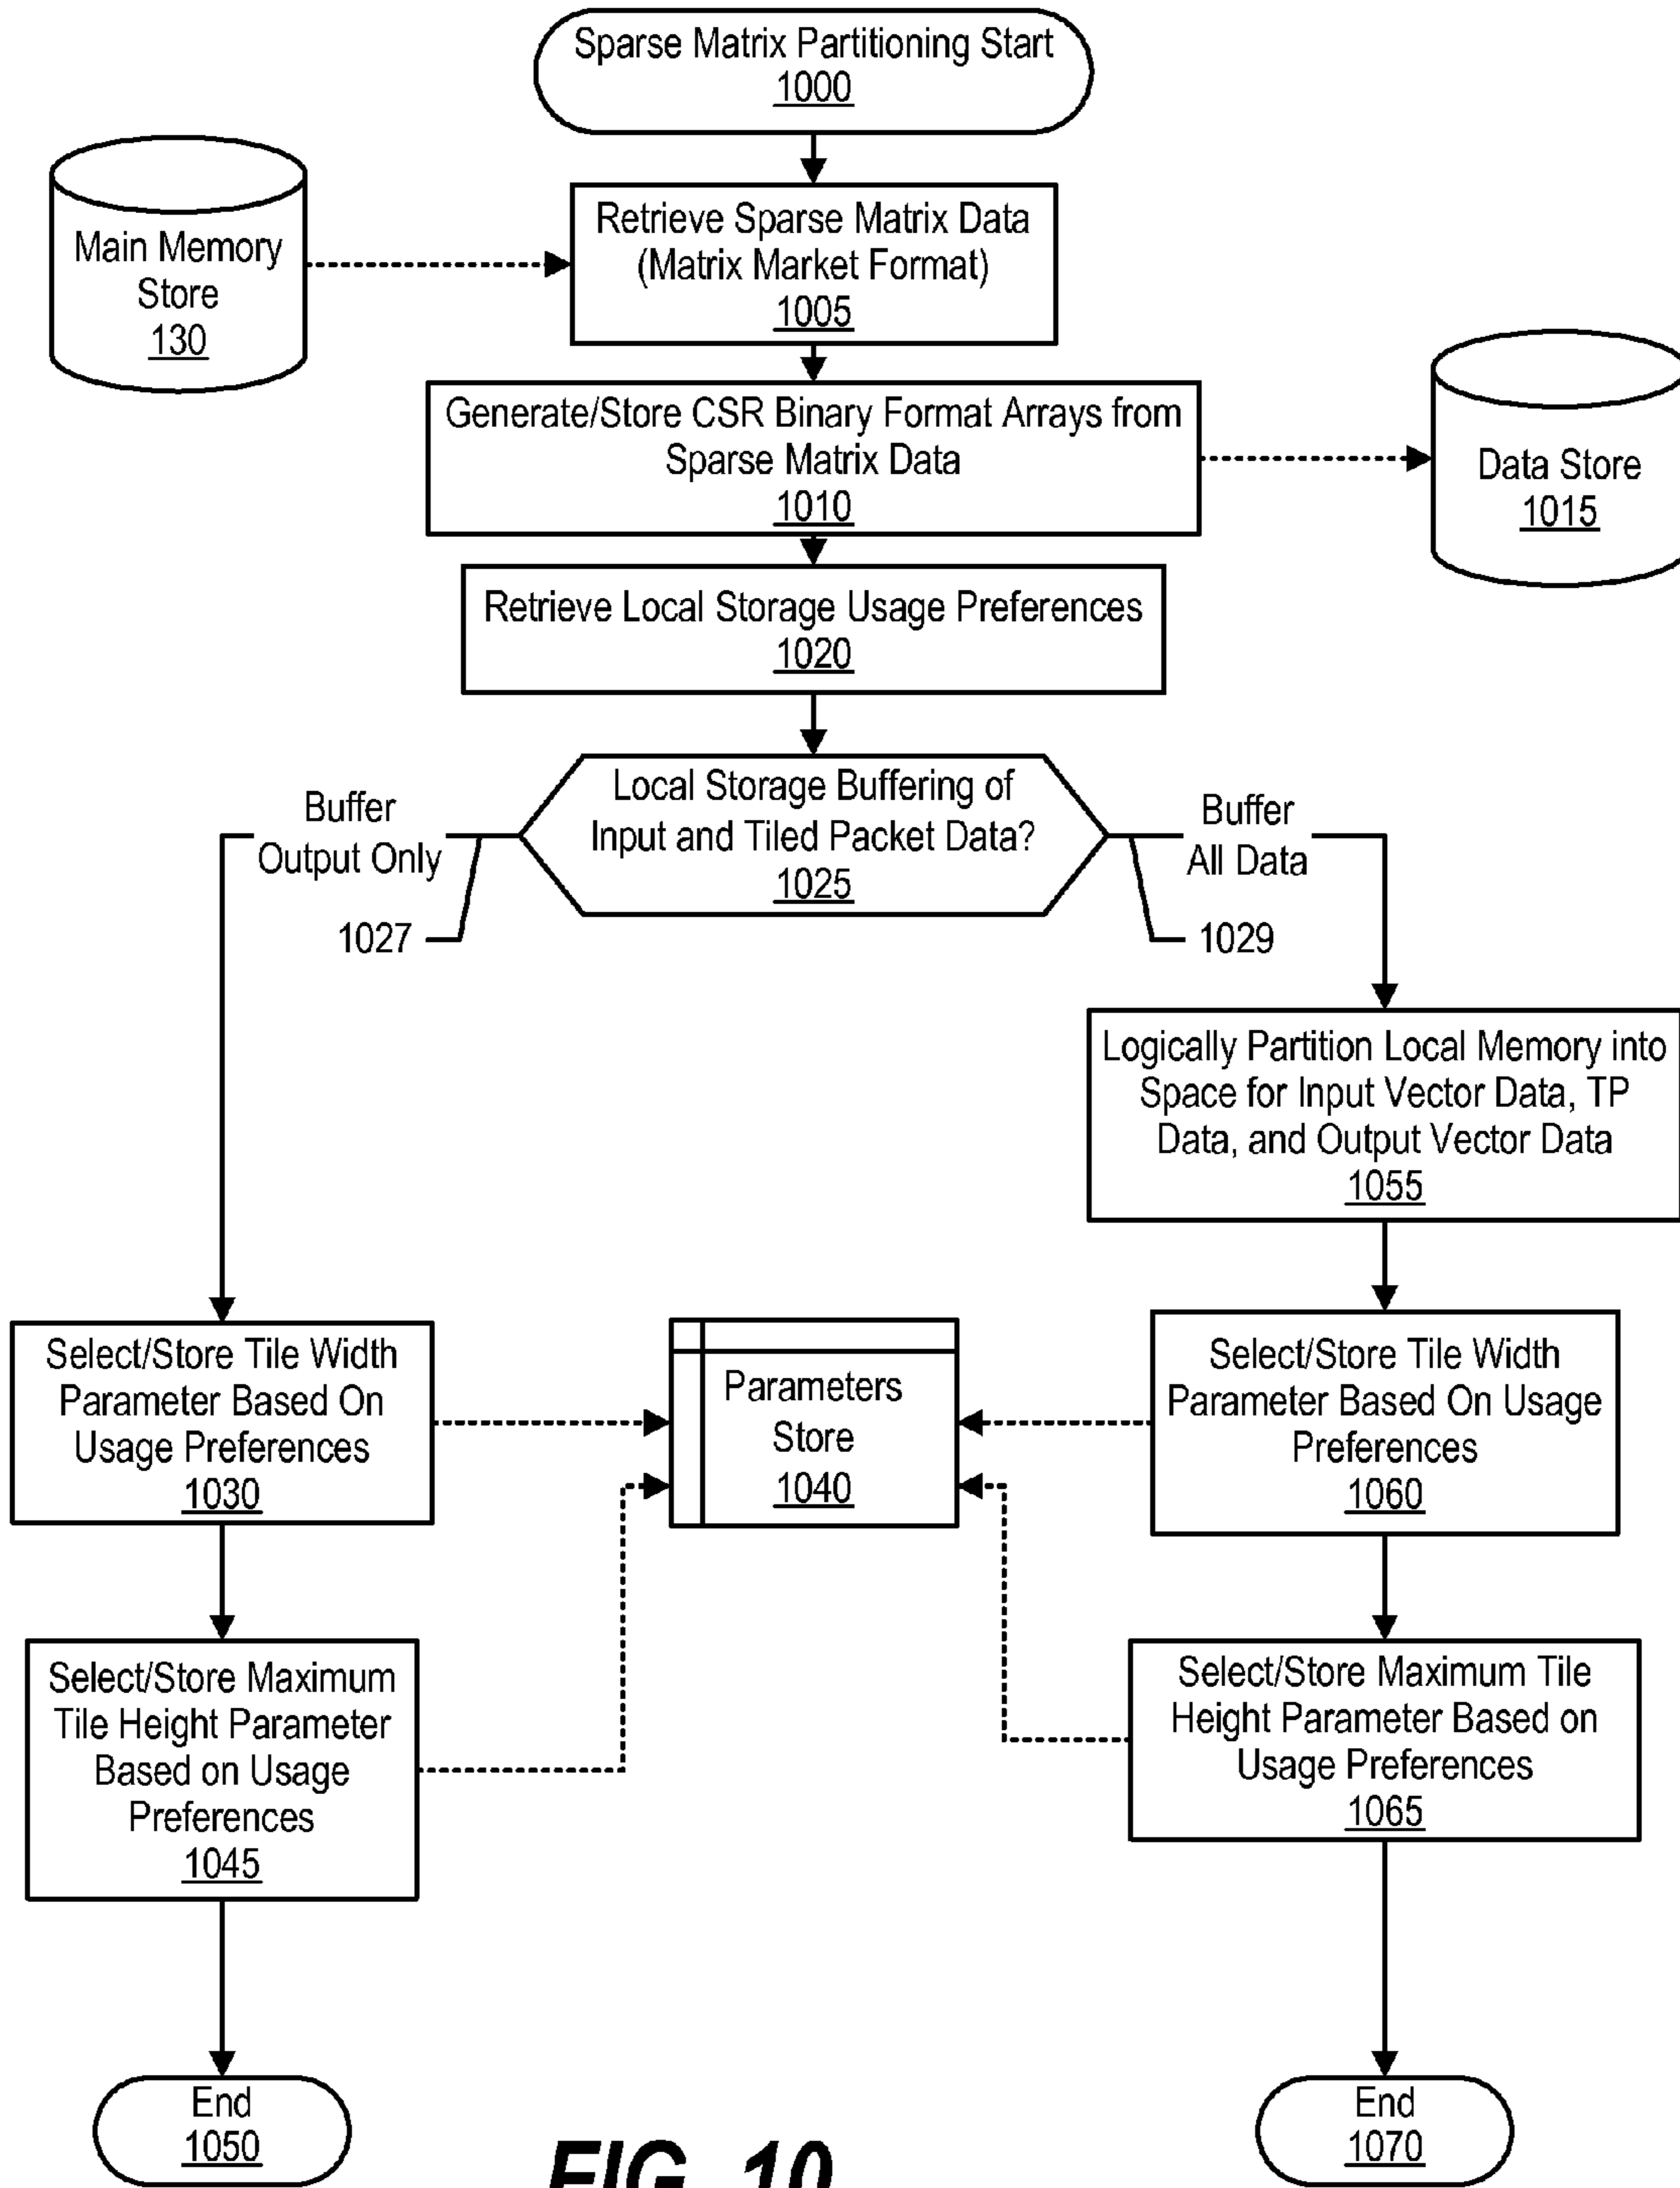 Sparse Matrix Partitioning Start
1000
Main Memory
Store
130
Retrieve Sparse Matrix Data
(Matrix Market Format)
1005
Generate/Store CSR Binary Format Arrays from
Sparse Matrix Data
1010
Data Store
1015
Retrieve Local Storage Usage Preferences
1020
Local Storage Buffering of
Input and Tiled Packet Data?
1025
Buffer
Output Only
1027
Buffer
All Data
1029
Logically Partition Local Memory into
Space for Input Vector Data, TP
Data, and Output Vector Data
1055
Select/Store Tile Width
Parameter Based On
Usage Preferences
1030
Parameters
Store
1040
Select/Store Tile Width
Parameter Based On Usage
Preferences
1060
Select/Store Maximum
Tile Height Parameter
Based on Usage
Preferences
1045
Select/Store Maximum Tile
Height Parameter Based on
Usage Preferences
1065
End
1050
End
1070
FIG. 10